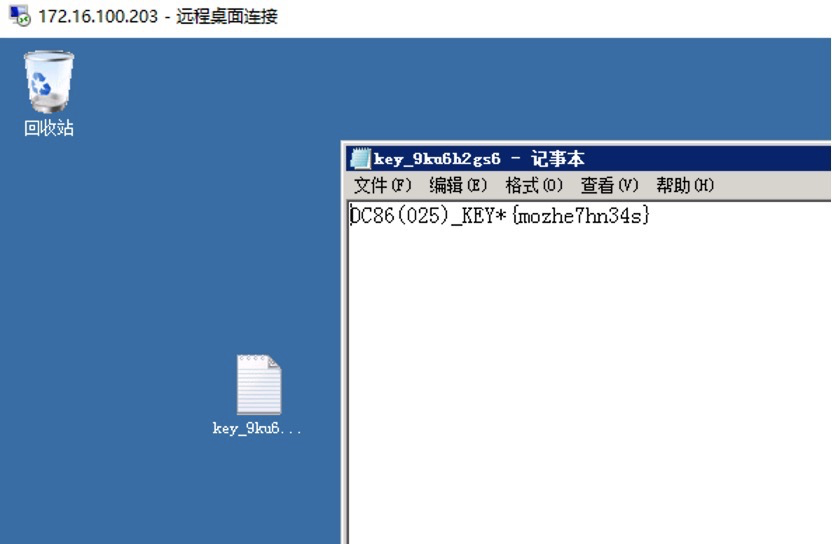 172.16.100.203 - 远程桌面连接
回收站
key_9ku6h2gs6 - 记事本
文件(F) 编辑(E) 格式(O) 查看(V) 帮助(H)
DC86(025)_KEY*{mozhe7hn34s}
key_9ku6...